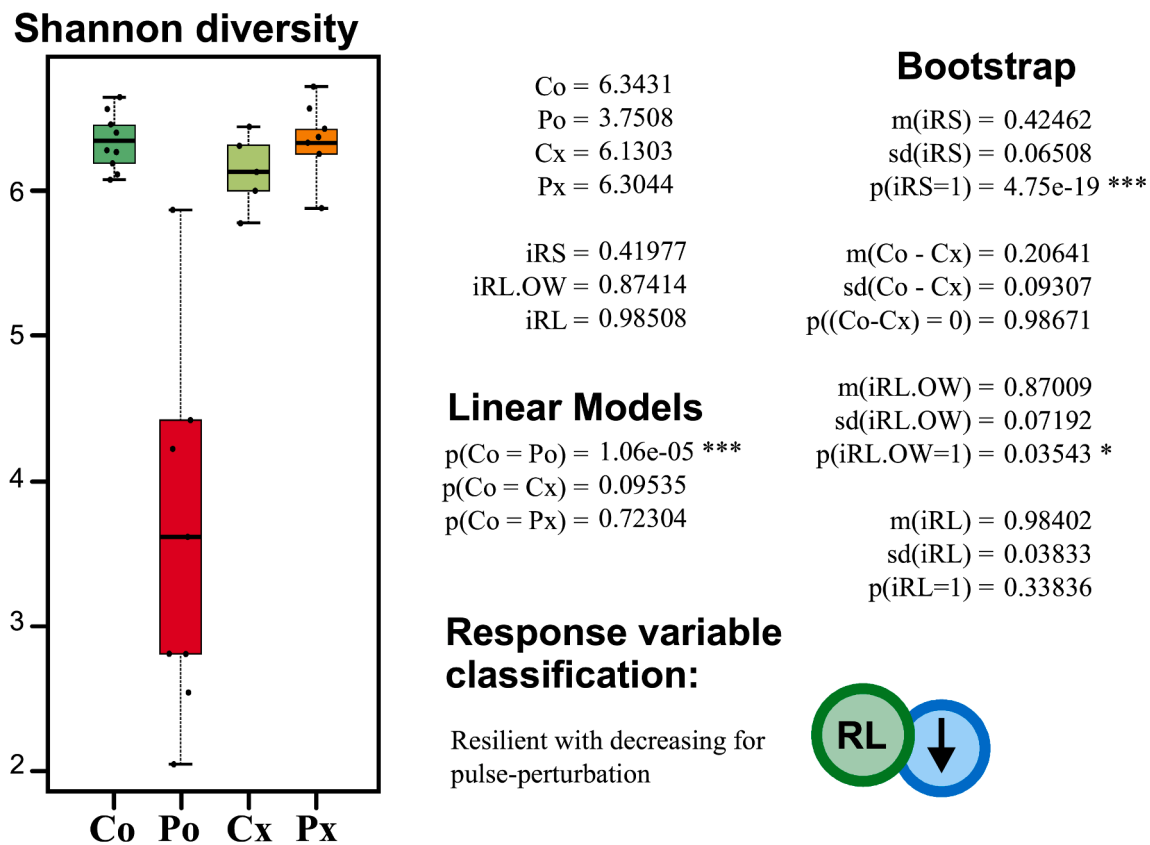 Shannon diversity
6
5
4
3
2
Co Po Cx Px
Co = 6.3431
Po = 3.7508
Cx = 6.1303
Px = 6.3044
iRS = 0.41977
iRL.OW = 0.87414
iRL = 0.98508
Linear Models
p(Co = Po) = 1.06e-05 ***
p(Co = Cx) = 0.09535
p(Co = Px) = 0.72304
Bootstrap
m(iRS) = 0.42462
sd(iRS) = 0.06508
p(iRS=1) = 4.75e-19 ***
m(Co - Cx) = 0.20641
sd(Co - Cx) = 0.09307
p((Co-Cx) = 0) = 0.98671
m(iRL.OW) = 0.87009
sd(iRL.OW) = 0.07192
p(iRL.OW=1) = 0.03543 *
m(iRL) = 0.98402
sd(iRL) = 0.03833
p(iRL=1) = 0.33836
Response variable
classification:
Resilient with decreasing for
pulse-perturbation
RL